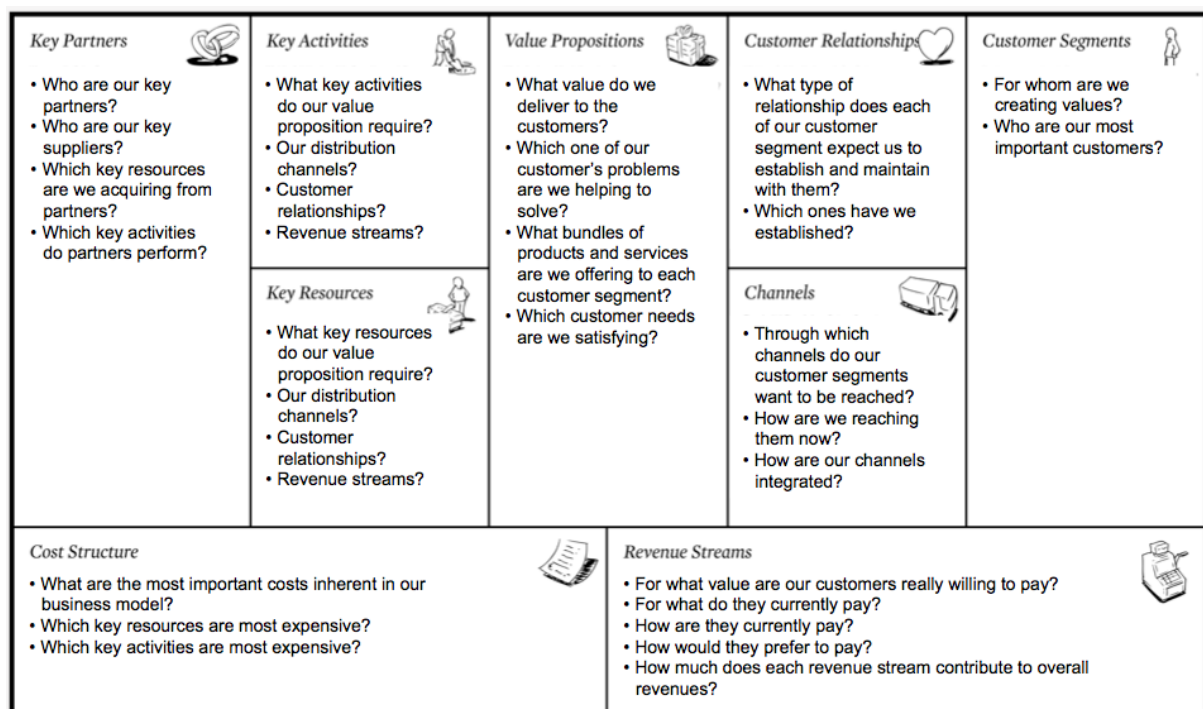 Key Partners
• Who are our key
partners?
• Who are our key
suppliers?
• Which key resources
are we acquiring from
partners?
• Which key activities
do partners perform?
Key Activities
• What key activities
do our value
proposition require?
• Our distribution
channels?
• Customer
relationships?
• Revenue streams?
Key Resources
• What key resources
do our value
proposition require?
• Our distribution
channels?
• Customer
relationships?
• Revenue streams?
Value Propositions
• What value do we
deliver to the
customers?
• Which one of our
customer's problems
are we helping to
solve?
• What bundles of
products and services
are we offering to each
customer segment?
• Which customer needs
are we satisfying?
Customer Relationships
• What type of
relationship does each
of our customer
segment expect us to
establish and maintain
with them?
• Which ones have we
established?
Channels
• Through which
channels do our
customer segments
want to be reached?
• How are we reaching
them now?
• How are our channels
integrated?
Customer Segments
• For whom are we
creating values?
• Who are our most
important customers?
Cost Structure
• What are the most important costs inherent in our
business model?
• Which key resources are most expensive?
• Which key activities are most expensive?
Revenue Streams
• For what value are our customers really willing to pay?
• For what do they currently pay?
• How are they currently pay?
• How would they prefer to pay?
• How much does each revenue stream contribute to overall
revenues?